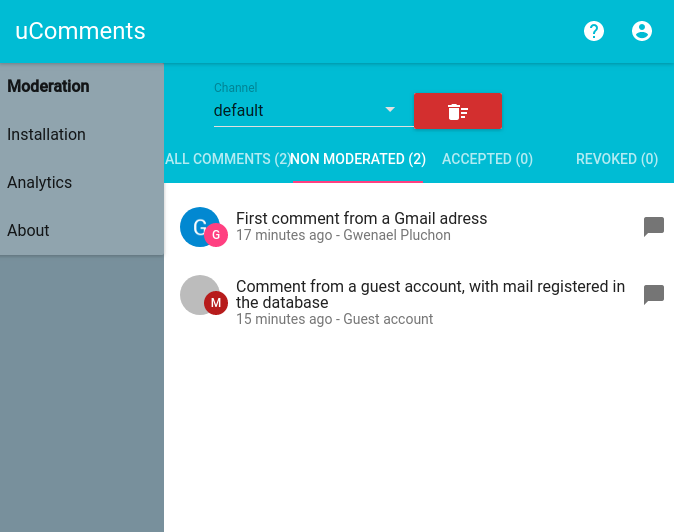 uComments
Moderation
Installation
Analytics
About
Channel
default
ALL COMMENTS (2) NON MODERATED (2) ACCEPTED (0) REVOKED (0)
G G First comment from a Gmail adress
17 minutes ago - Gwenael Pluchon
M Comment from a guest account, with mail registered in
the database
15 minutes ago - Guest account